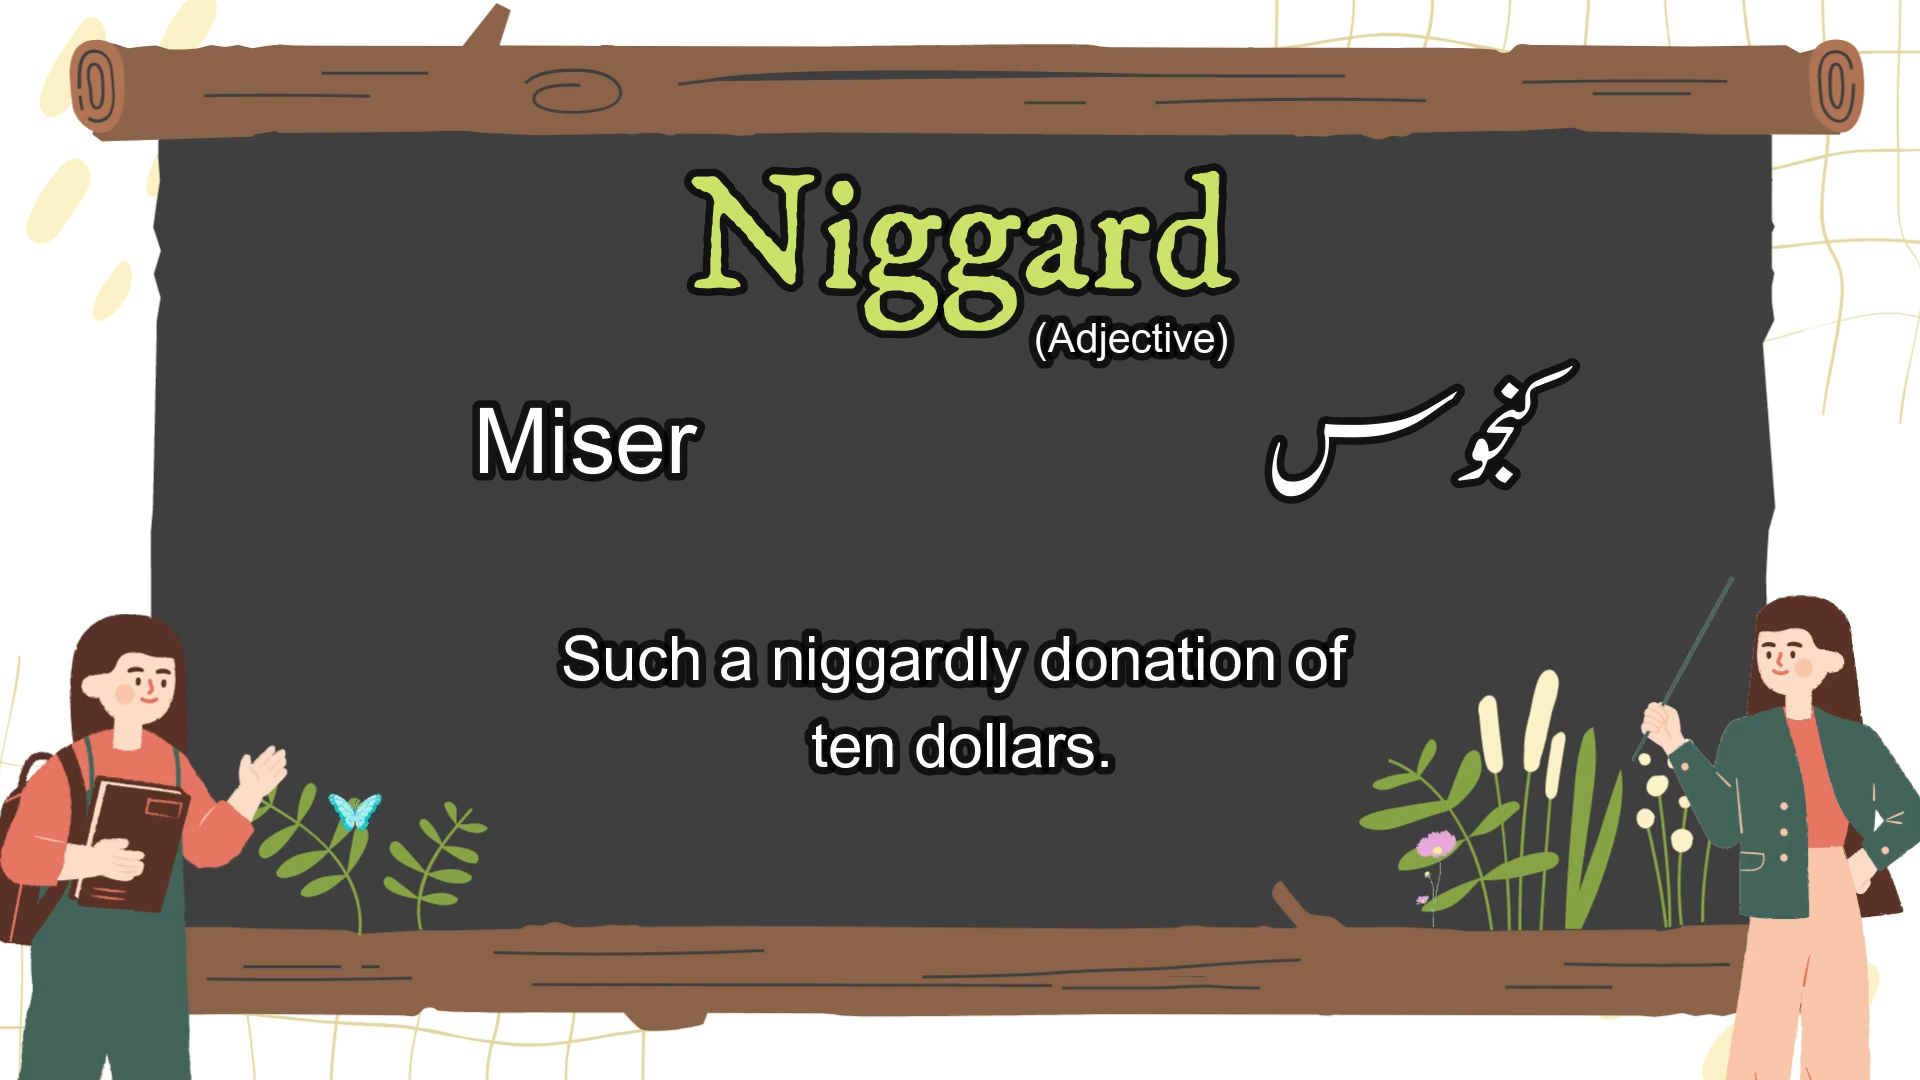 Niggard
(Adjective)
Miser
کنجوس
Such a niggardly donation of
ten dollars.